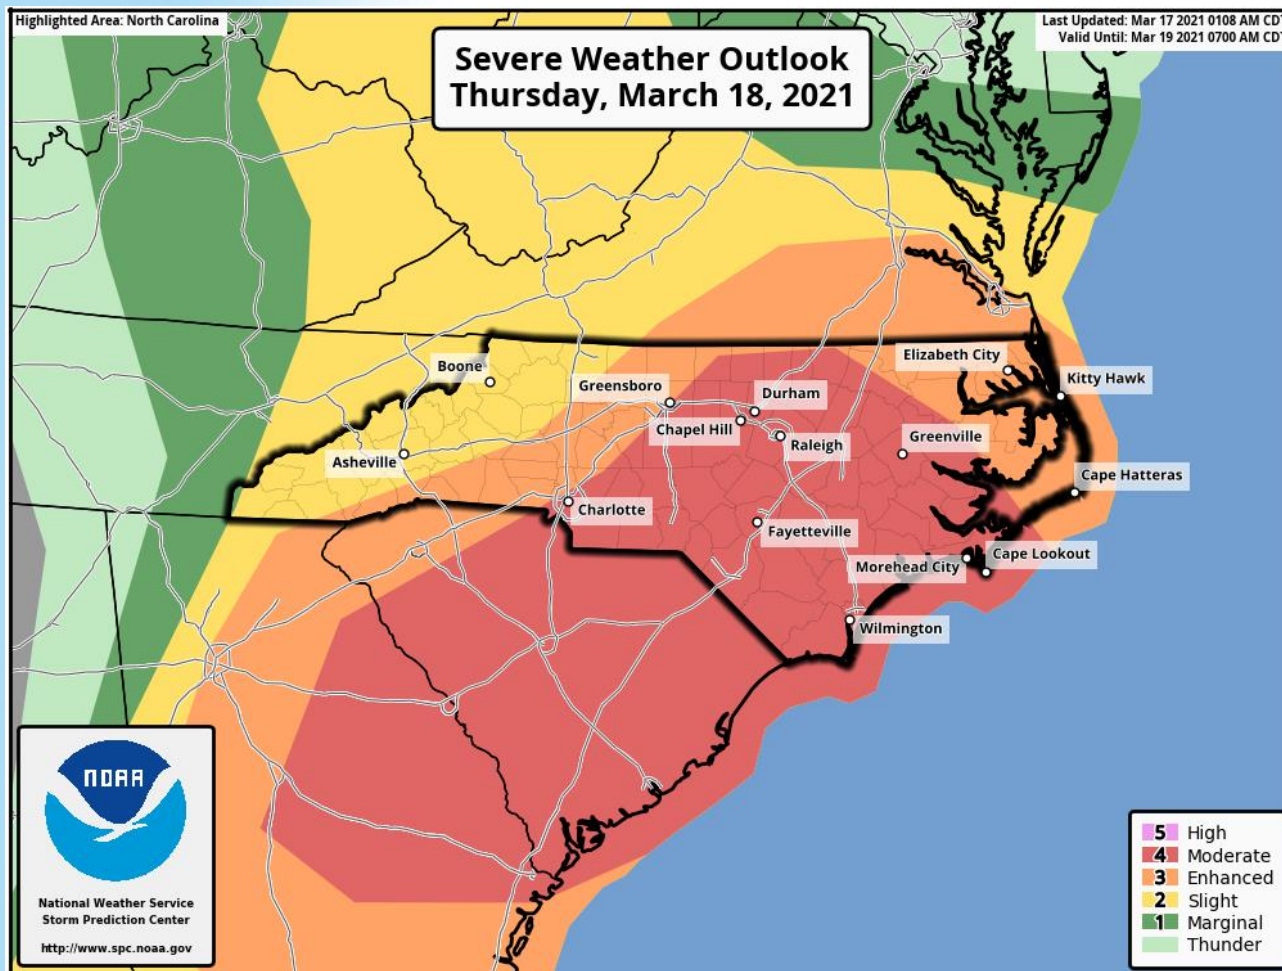 Highlighted Area: North Carolina
Last Updated: Mar 17 2021 0108 AM CDT
Valid Until: Mar 19 2021 0700 AM CDT
Severe Weather Outlook
Thursday, March 18, 2021
Elizabeth City
Boone
Kitty Hawk
Greensboro
Durham
Chapel Hill
Raleigh
Greenville
Asheville
Cape Hatteras
Charlotte
Fayetteville
Cape Lookout
Morehead City
Wilmington
NOAA
National Weather Service
Storm Prediction Center
http://www.spc.noaa.gov
5 High
4 Moderate
3 Enhanced
2 Slight
1 Marginal
Thunder